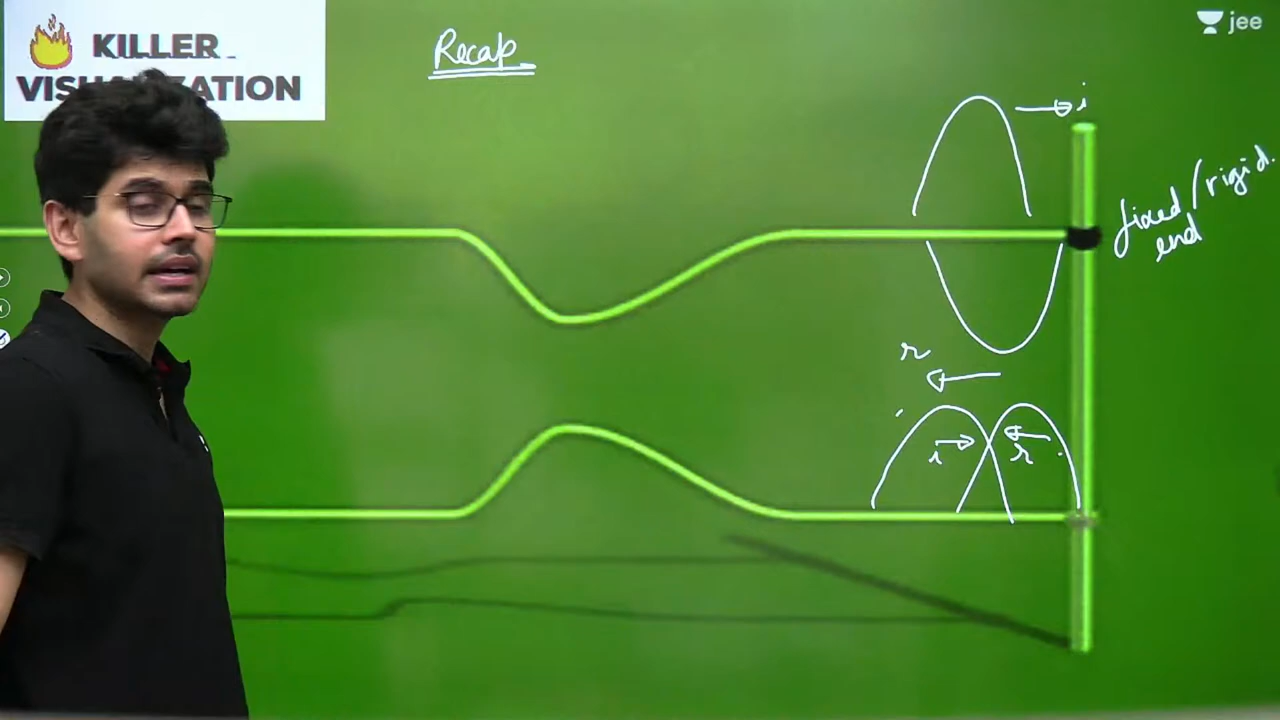 KILLER
VISUALIZATION
Recap
jee
i
fixed/rigid.
end
r
i
r